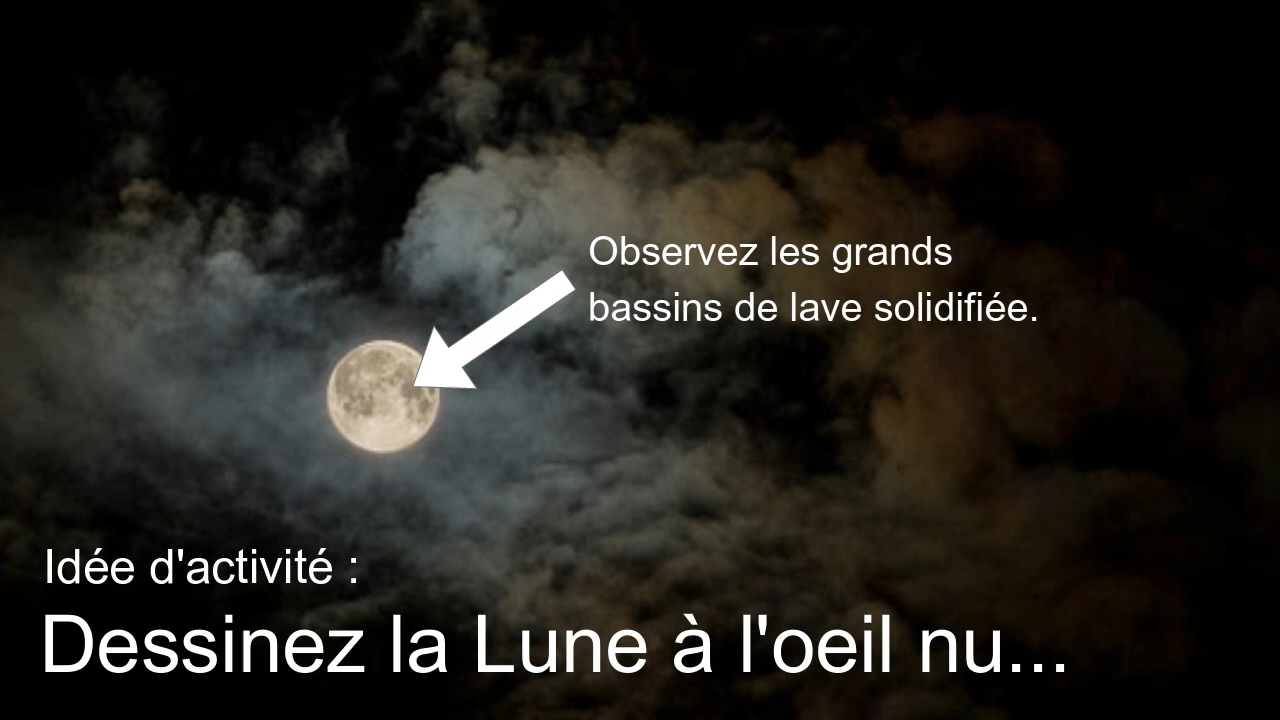 Observez les grands
bassins de lave solidifiée.
Idée d'activité :
Dessinez la Lune à l'oeil nu...